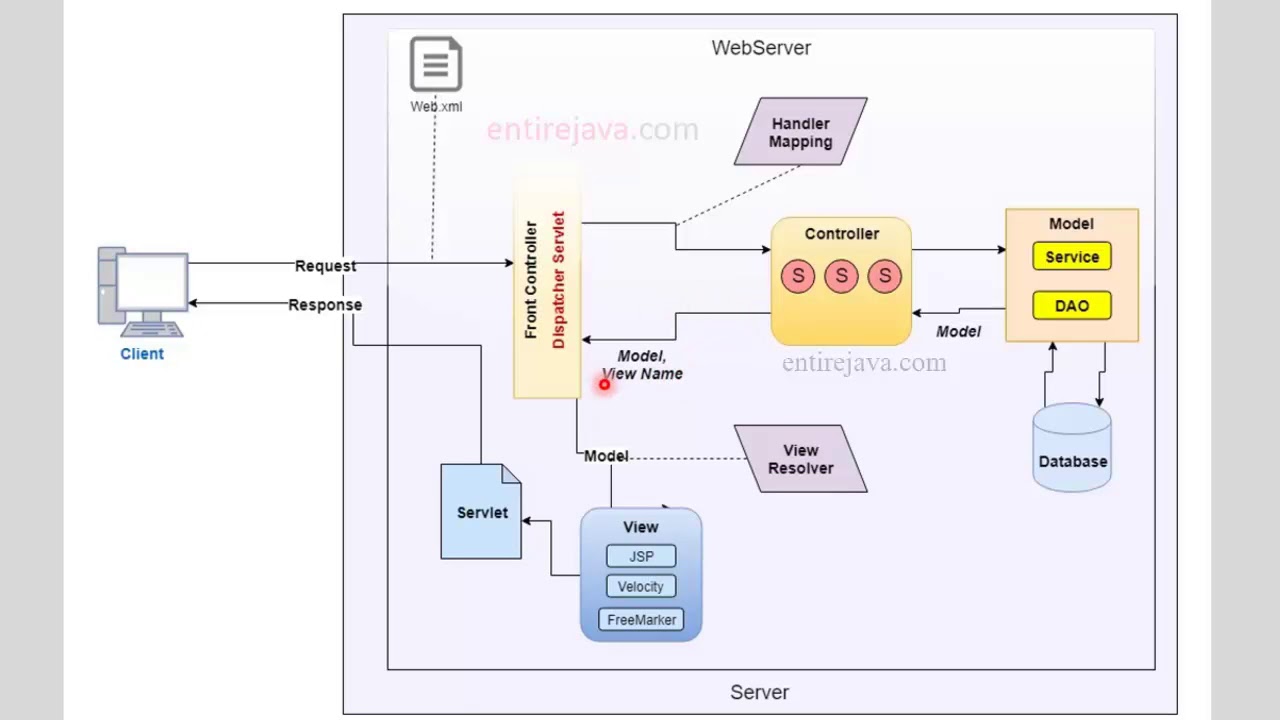 WebServer
Web.xml
entirejava.com
Handler
Mapping
Front Controller
Dispatcher Servlet
Controller
S S S
Model
Service
DAO
Request
Response
Client
Model
Model,
View Name
entirejava.com
Model
View
Resolver
Database
Servlet
View
JSP
Velocity
FreeMarker
Server